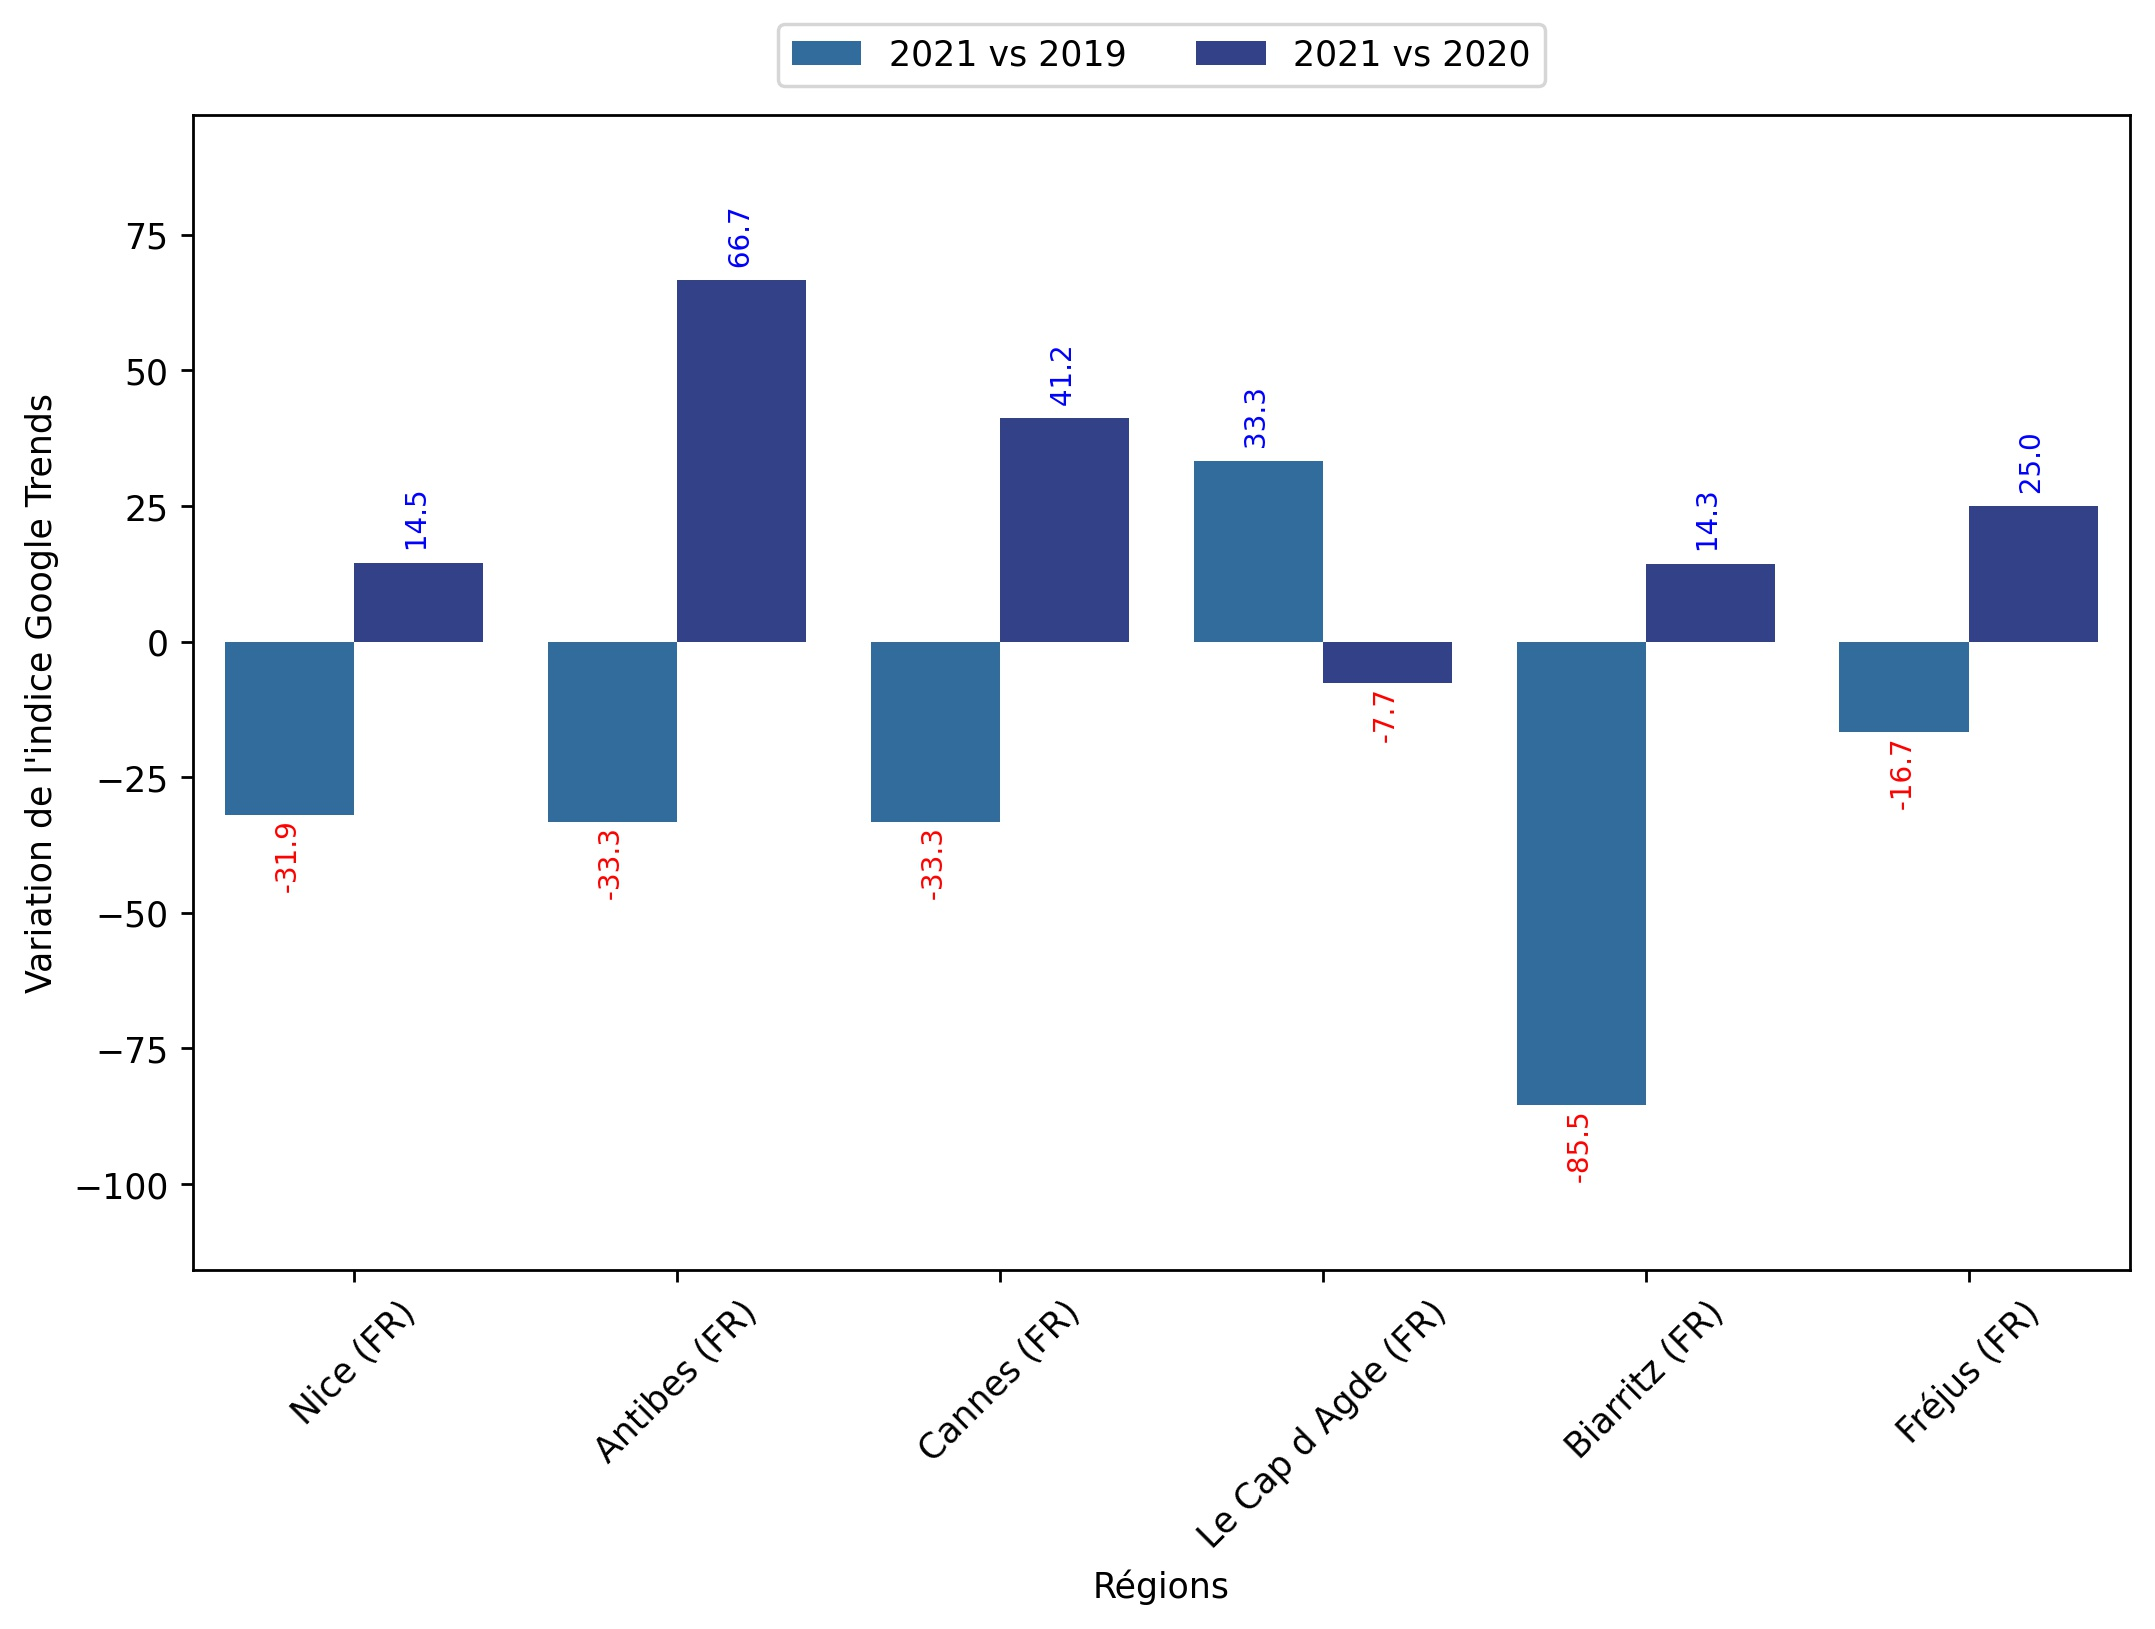 2021 vs 2019
2021 vs 2020
Variation de l'indice Google Trends
75
50
25
0
−25
−50
−75
−100
-31.9
14.5
-33.3
66.7
-33.3
41.2
33.3
-7.7
-85.5
14.3
-16.7
25.0
Nice (FR)
Antibes (FR)
Cannes (FR)
Le Cap d Agde (FR)
Biarritz (FR)
Fréjus (FR)
Régions